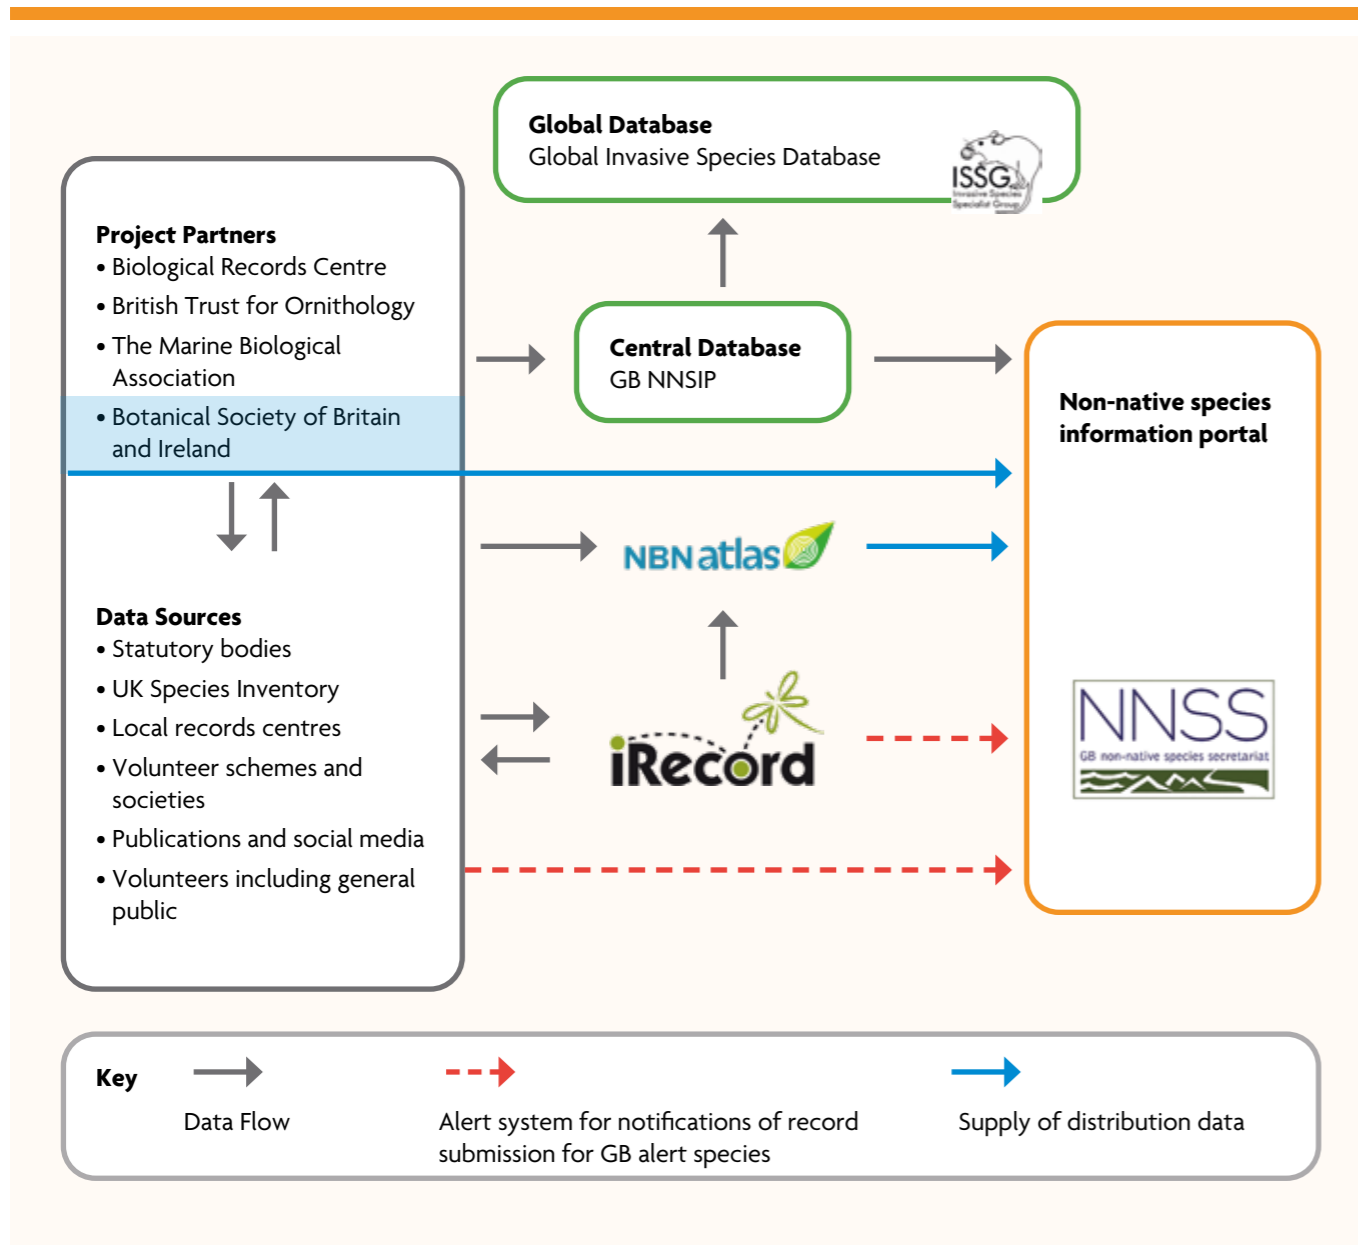 Global Database
Global Invasive Species Database
ISSG
Invasive Species
Specialist Group
Project Partners
• Biological Records Centre
• British Trust for Ornithology
• The Marine Biological
Association
• Botanical Society of Britain
and Ireland
Central Database
GB NNSIP
Non-native species
information portal
NBN atlas
Data Sources
• Statutory bodies
• UK Species Inventory
• Local records centres
• Volunteer schemes and
societies
• Publications and social media
• Volunteers including general
public
iRecord
NNSS
GB non-native species secretariat
Key
Data Flow
Alert system for notifications of record
submission for GB alert species
Supply of distribution data